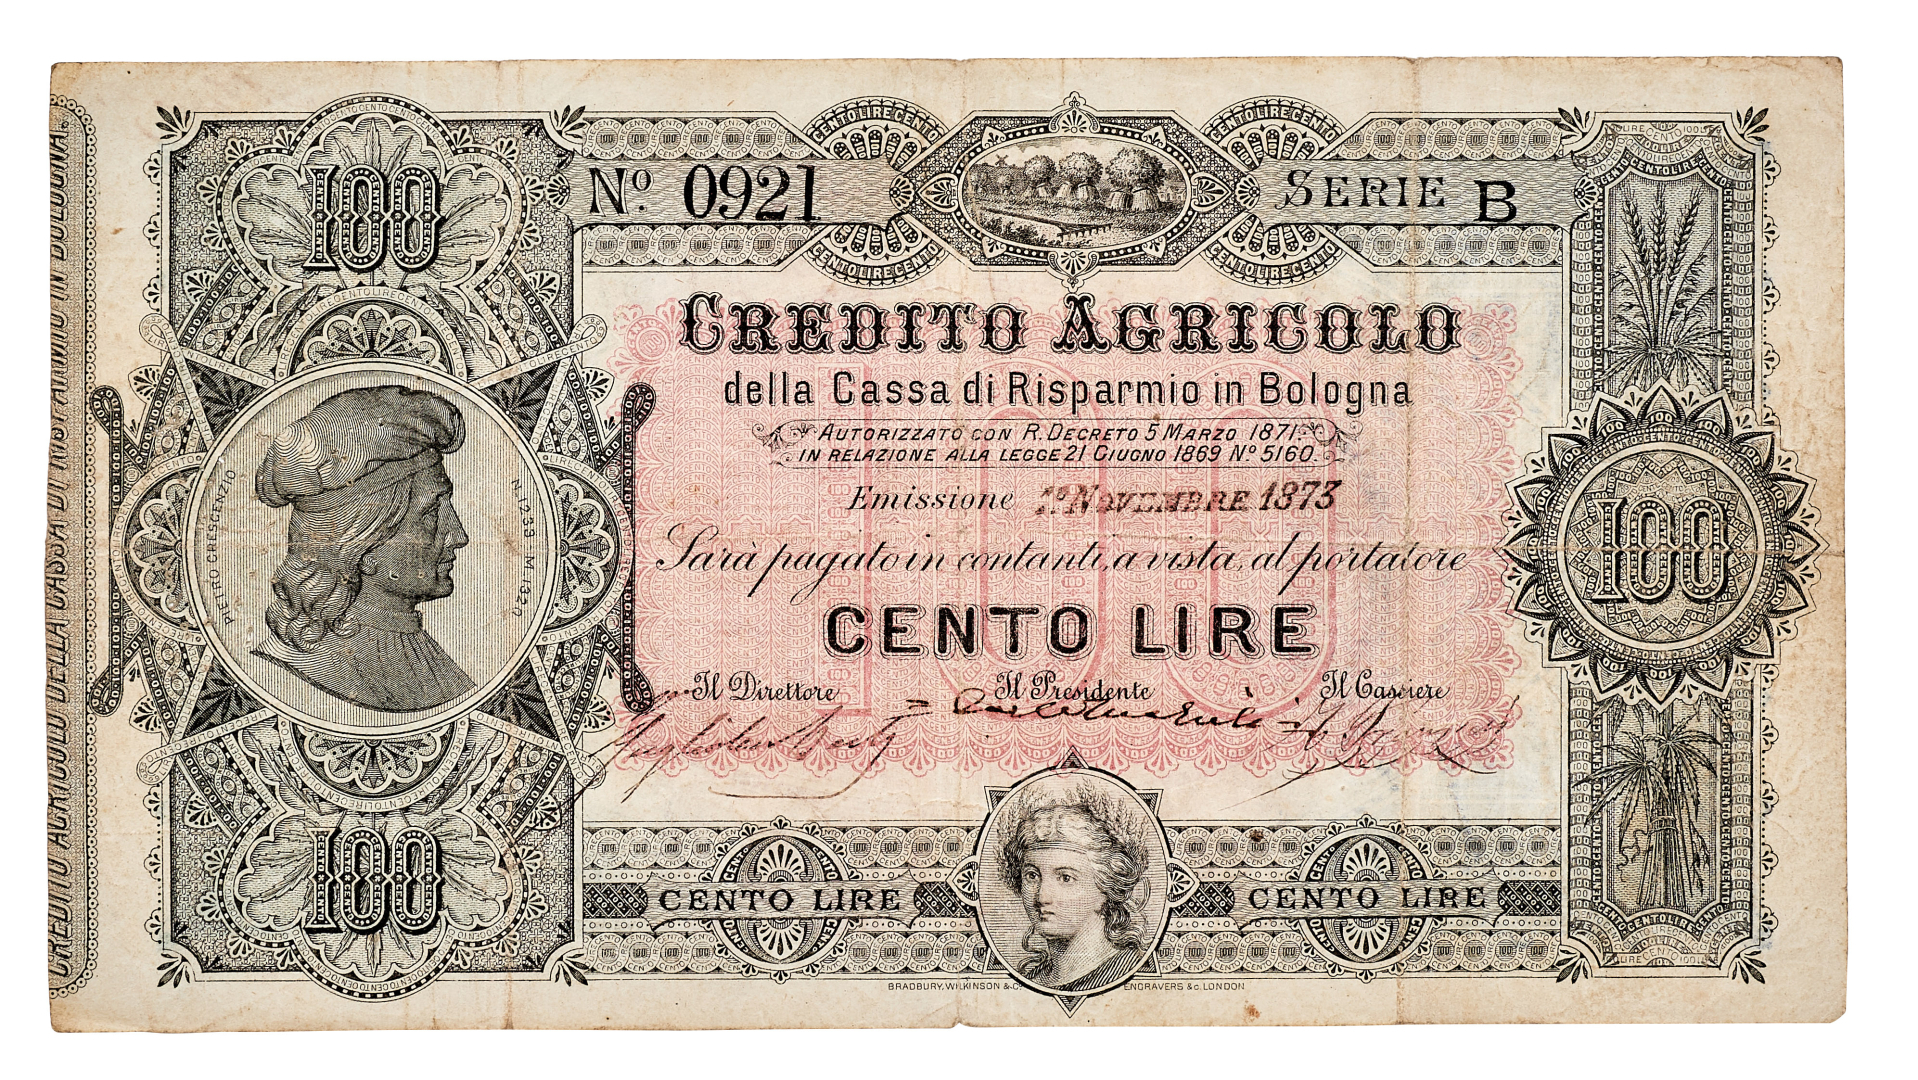 CREDITO AGRICOLO DELLA CASSA DI RISPARMIO IN BOLOGNA.
100
Nº. 0921
SERIE B
CREDITO AGRICOLO
della Cassa di Risparmio in Bologna
AUTORIZZATO CON R. DECRETO 5 MARZO 1871.
IN RELAZIONE ALLA LEGGE 21 GIUGNO 1869 Nº 5160.
Emissione 1º NOVEMBRE 1873
Sarà pagato in contanti, a vista, al portatore
CENTO LIRE
Il Direttore Il Presidente Il Cassiere
PIETRO CRESCENZIO
N. 1233 M. 1320
100
100
CENTO LIRE
CENTO LIRE
BRADBURY, WILKINSON & Cº
ENGRAVERS &c. LONDON